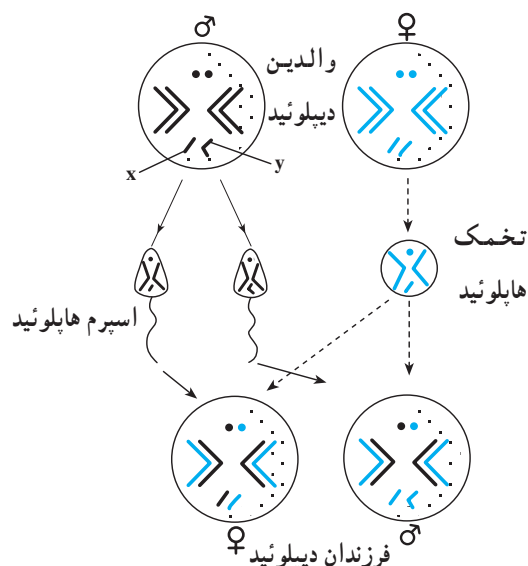 ♂
♀
والدین
دیپلوئید
x
y
تخمک
هاپلوئید
اسپرم هاپلوئید
♀
♂
فرزندان دیپلوئید